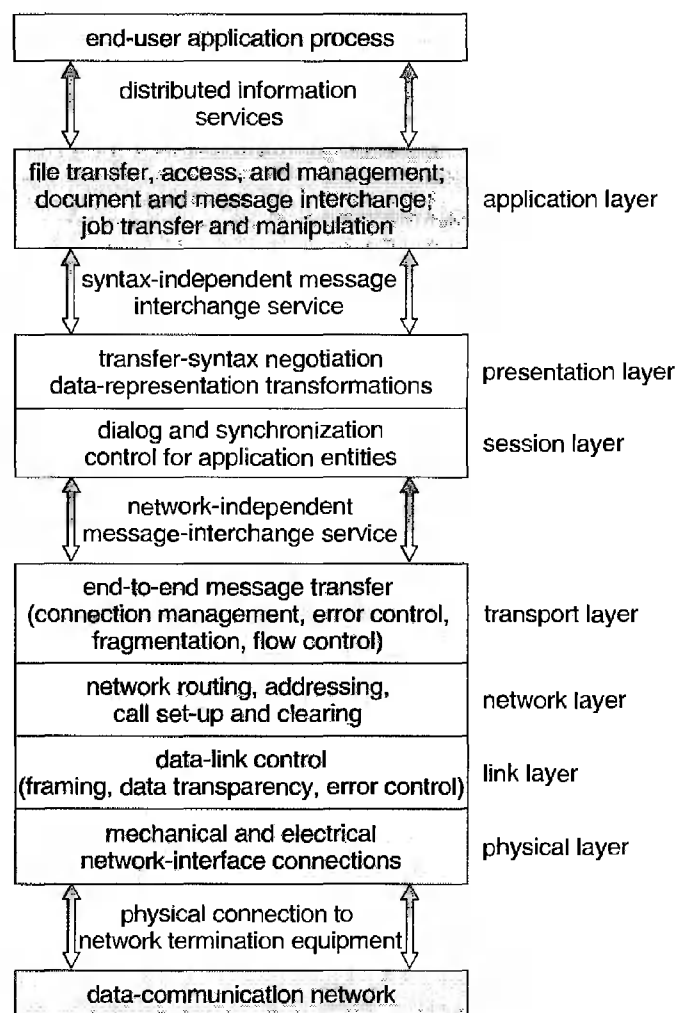 end-user application process
distributed information
services
file transfer, access, and management;
document and message interchange;
job transfer and manipulation
application layer
syntax-independent message
interchange service
transfer-syntax negotiation
data-representation transformations
presentation layer
dialog and synchronization
control for application entities
session layer
network-independent
message-interchange service
end-to-end message transfer
(connection management, error control,
fragmentation, flow control)
transport layer
network routing, addressing,
call set-up and clearing
network layer
data-link control
(framing, data transparency, error control)
link layer
mechanical and electrical
network-interface connections
physical layer
physical connection to
network termination equipment
data-communication network